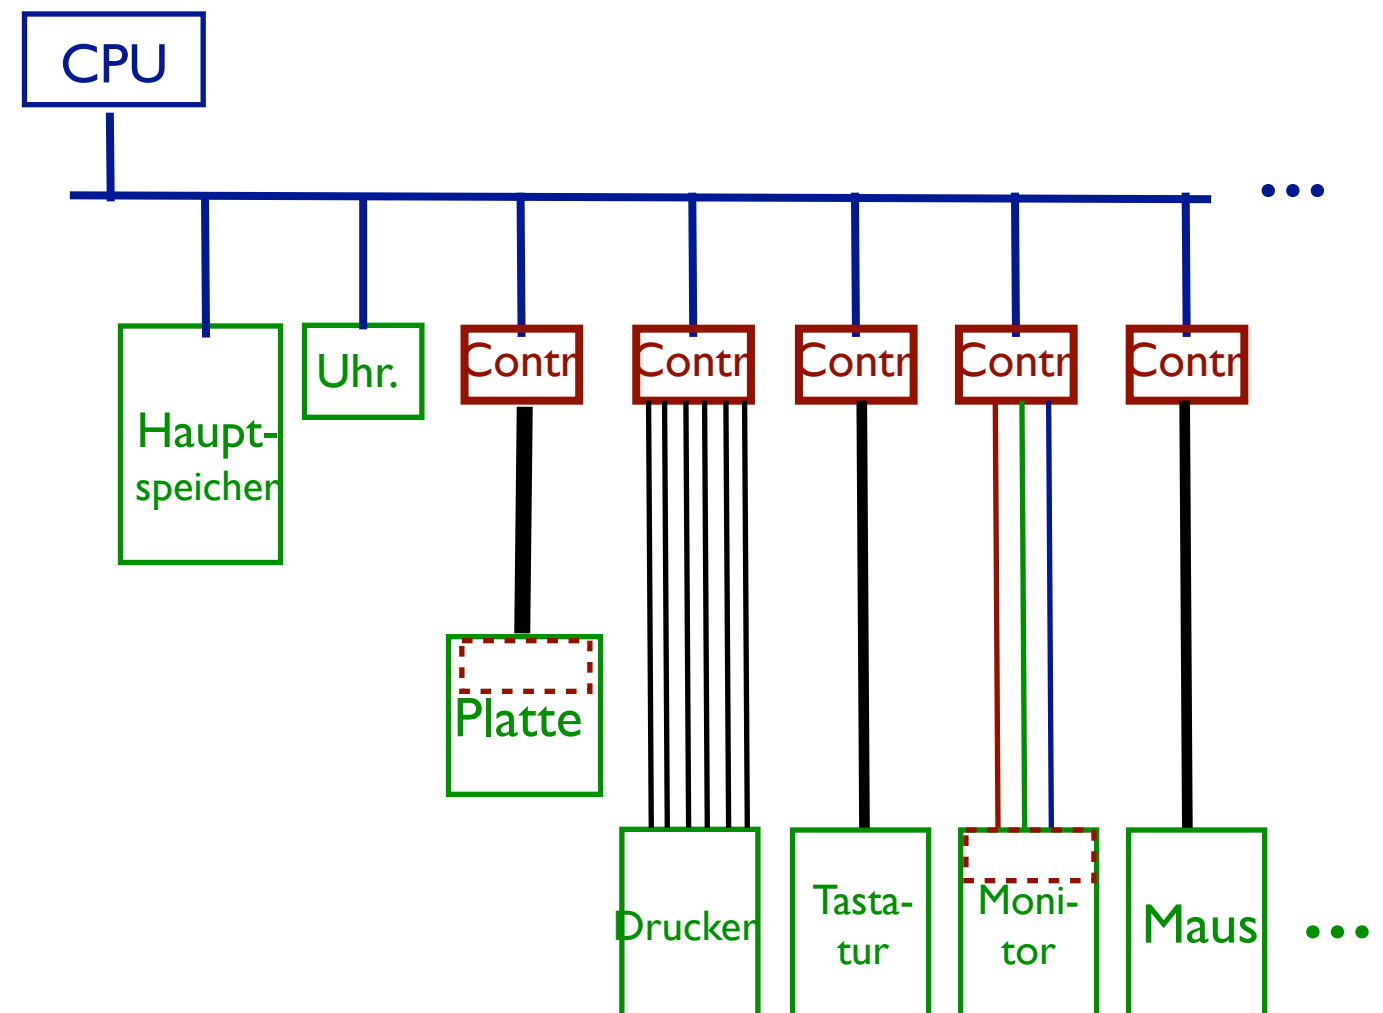 CPU
...
Uhr.
Contr
Contr
Contr
Contr
Contr
Haupt-
speicher
Platte
Drucker
Tasta-
tur
Moni-
tor
Maus
...